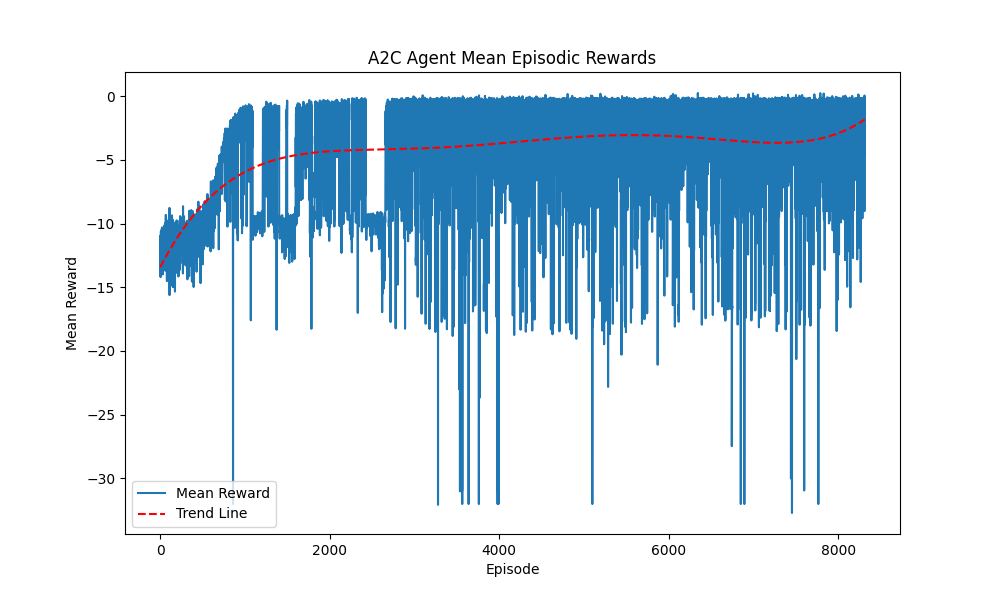 A2C Agent Mean Episodic Rewards
0
−5
−10
−15
−20
−25
−30
Mean Reward
Mean Reward
Trend Line
0 2000 4000 6000 8000
Episode